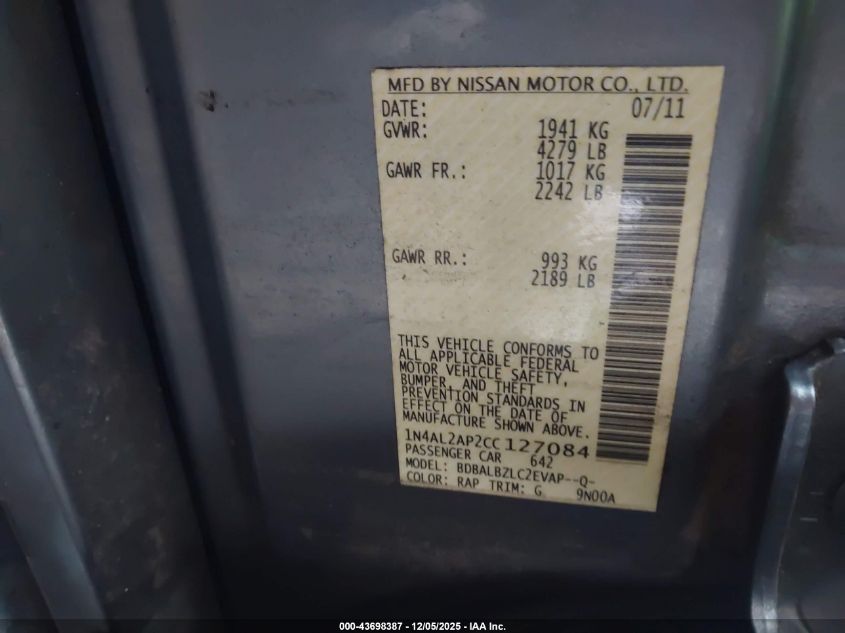 MFD BY NISSAN MOTOR CO., LTD.
DATE: 07/11
GVWR: 1941 KG
4279 LB
GAWR FR.: 1017 KG
2242 LB
GAWR RR.: 993 KG
2189 LB
THIS VEHICLE CONFORMS TO
ALL APPLICABLE FEDERAL
MOTOR VEHICLE SAFETY,
BUMPER, AND THEFT
PREVENTION STANDARDS IN
EFFECT ON THE DATE OF
MANUFACTURE SHOWN ABOVE.
1N4AL2AP2CC127084
PASSENGER CAR 642
MODEL: BDBALBZLC2EVAP--Q-
COLOR: RAP TRIM: G 9N00A
000-43698387 - 12/05/2025 - IAA Inc.